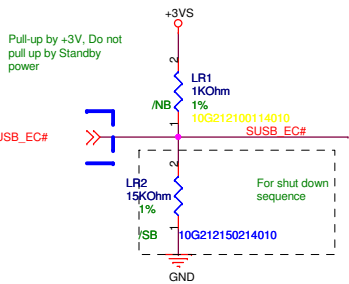 +3VS
Pull-up by +3V, Do not
pull up by Standby
power
2
LR1
1KOhm
/NB
1%
1
10G212100114010
USB_EC#
SUSB_EC#
2
LR2
15KOhm
1%
For shut down
sequence
/SB
1
10G212150214010
GND